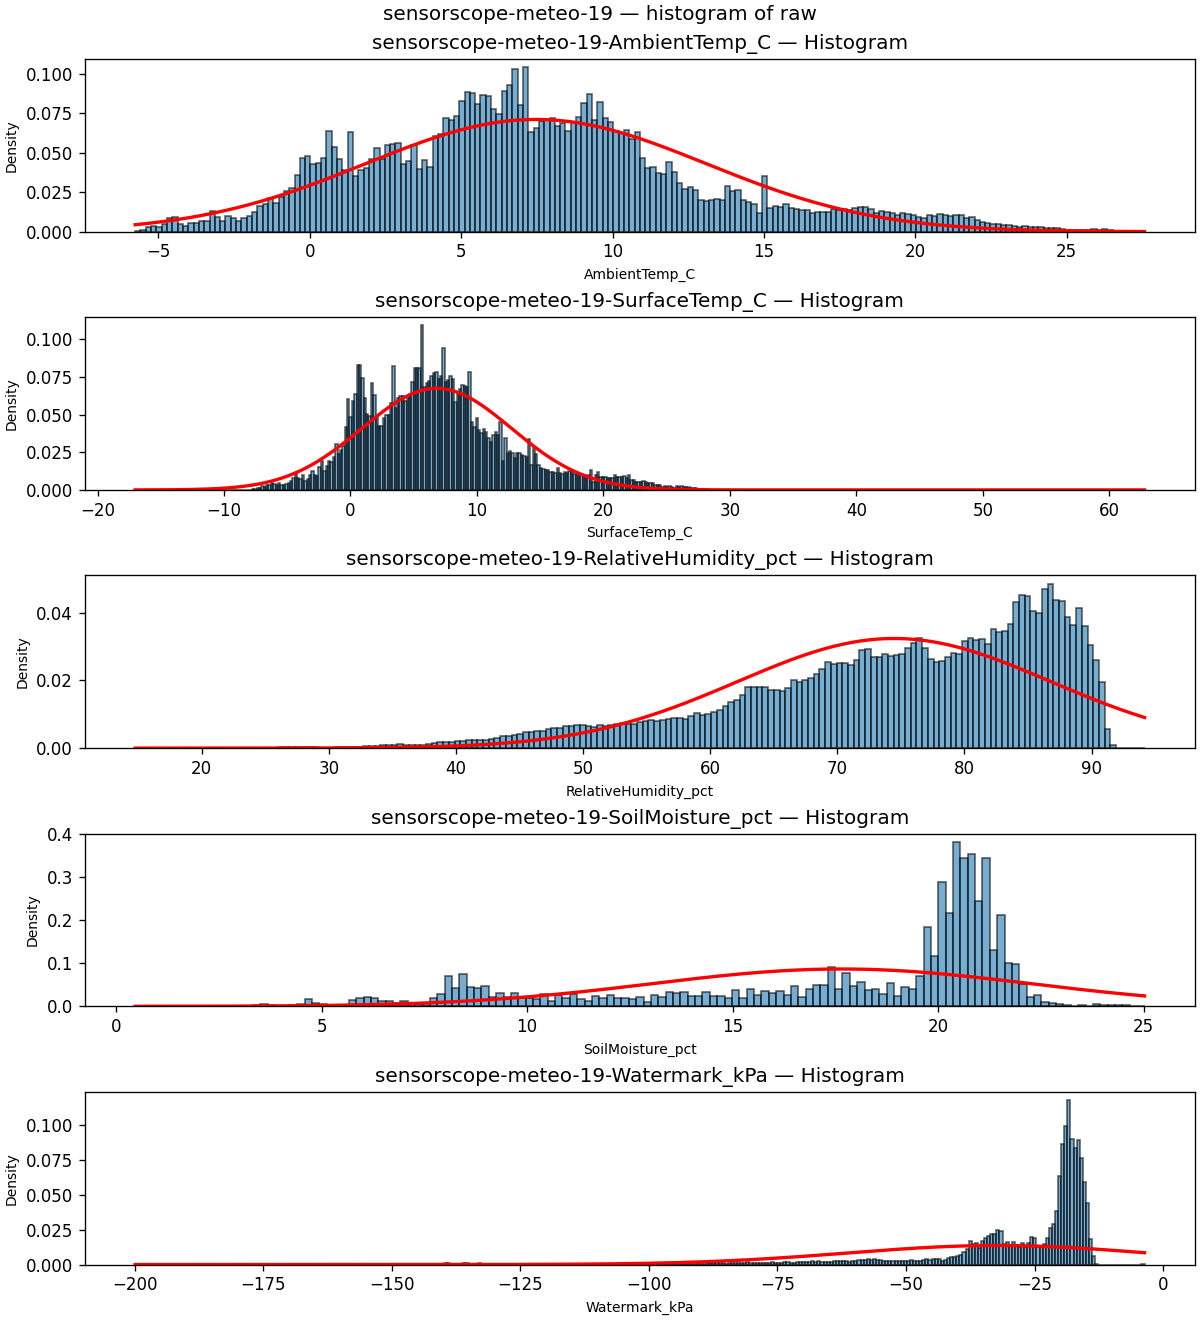 sensorscope-meteo-19 — histogram of raw
sensorscope-meteo-19-AmbientTemp_C — Histogram
0.100
0.075
0.050
0.025
0.000
Density
−5 0 5 10 15 20 25
AmbientTemp_C
sensorscope-meteo-19-SurfaceTemp_C — Histogram
0.100
0.075
0.050
0.025
0.000
Density
−20 −10 0 10 20 30 40 50 60
SurfaceTemp_C
sensorscope-meteo-19-RelativeHumidity_pct — Histogram
0.04
0.02
0.00
Density
20 30 40 50 60 70 80 90
RelativeHumidity_pct
sensorscope-meteo-19-SoilMoisture_pct — Histogram
0.4
0.3
0.2
0.1
0.0
Density
0 5 10 15 20 25
SoilMoisture_pct
sensorscope-meteo-19-Watermark_kPa — Histogram
0.100
0.075
0.050
0.025
0.000
Density
−200 −175 −150 −125 −100 −75 −50 −25 0
Watermark_kPa